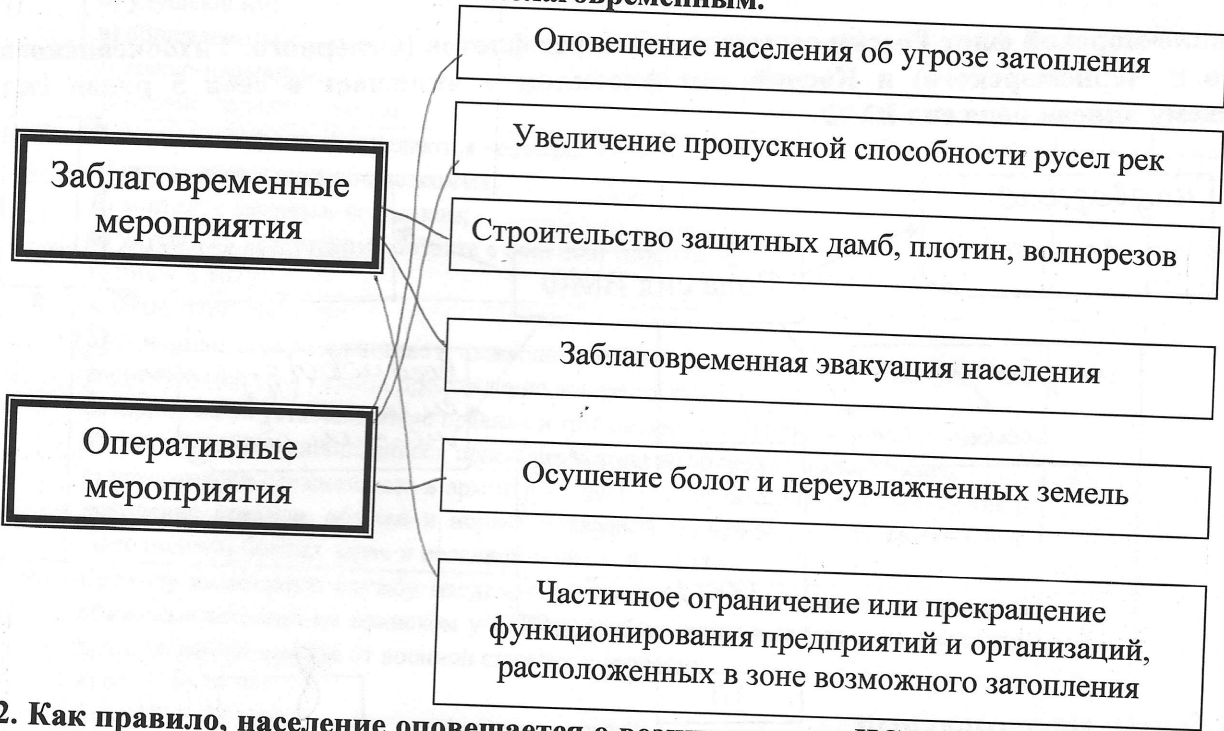 Оповещение населения об угрозе затопления
Увеличение пропускной способности русел рек
Заблаговременные
мероприятия
Строительство защитных дамб, плотин, волнорезов
Заблаговременная эвакуация населения
Оперативные
мероприятия
Осушение болот и переувлажненных земель
Частичное ограничение или прекращение
функционирования предприятий и организаций,
расположенных в зоне возможного затопления
2. Как правило, население оповещается о